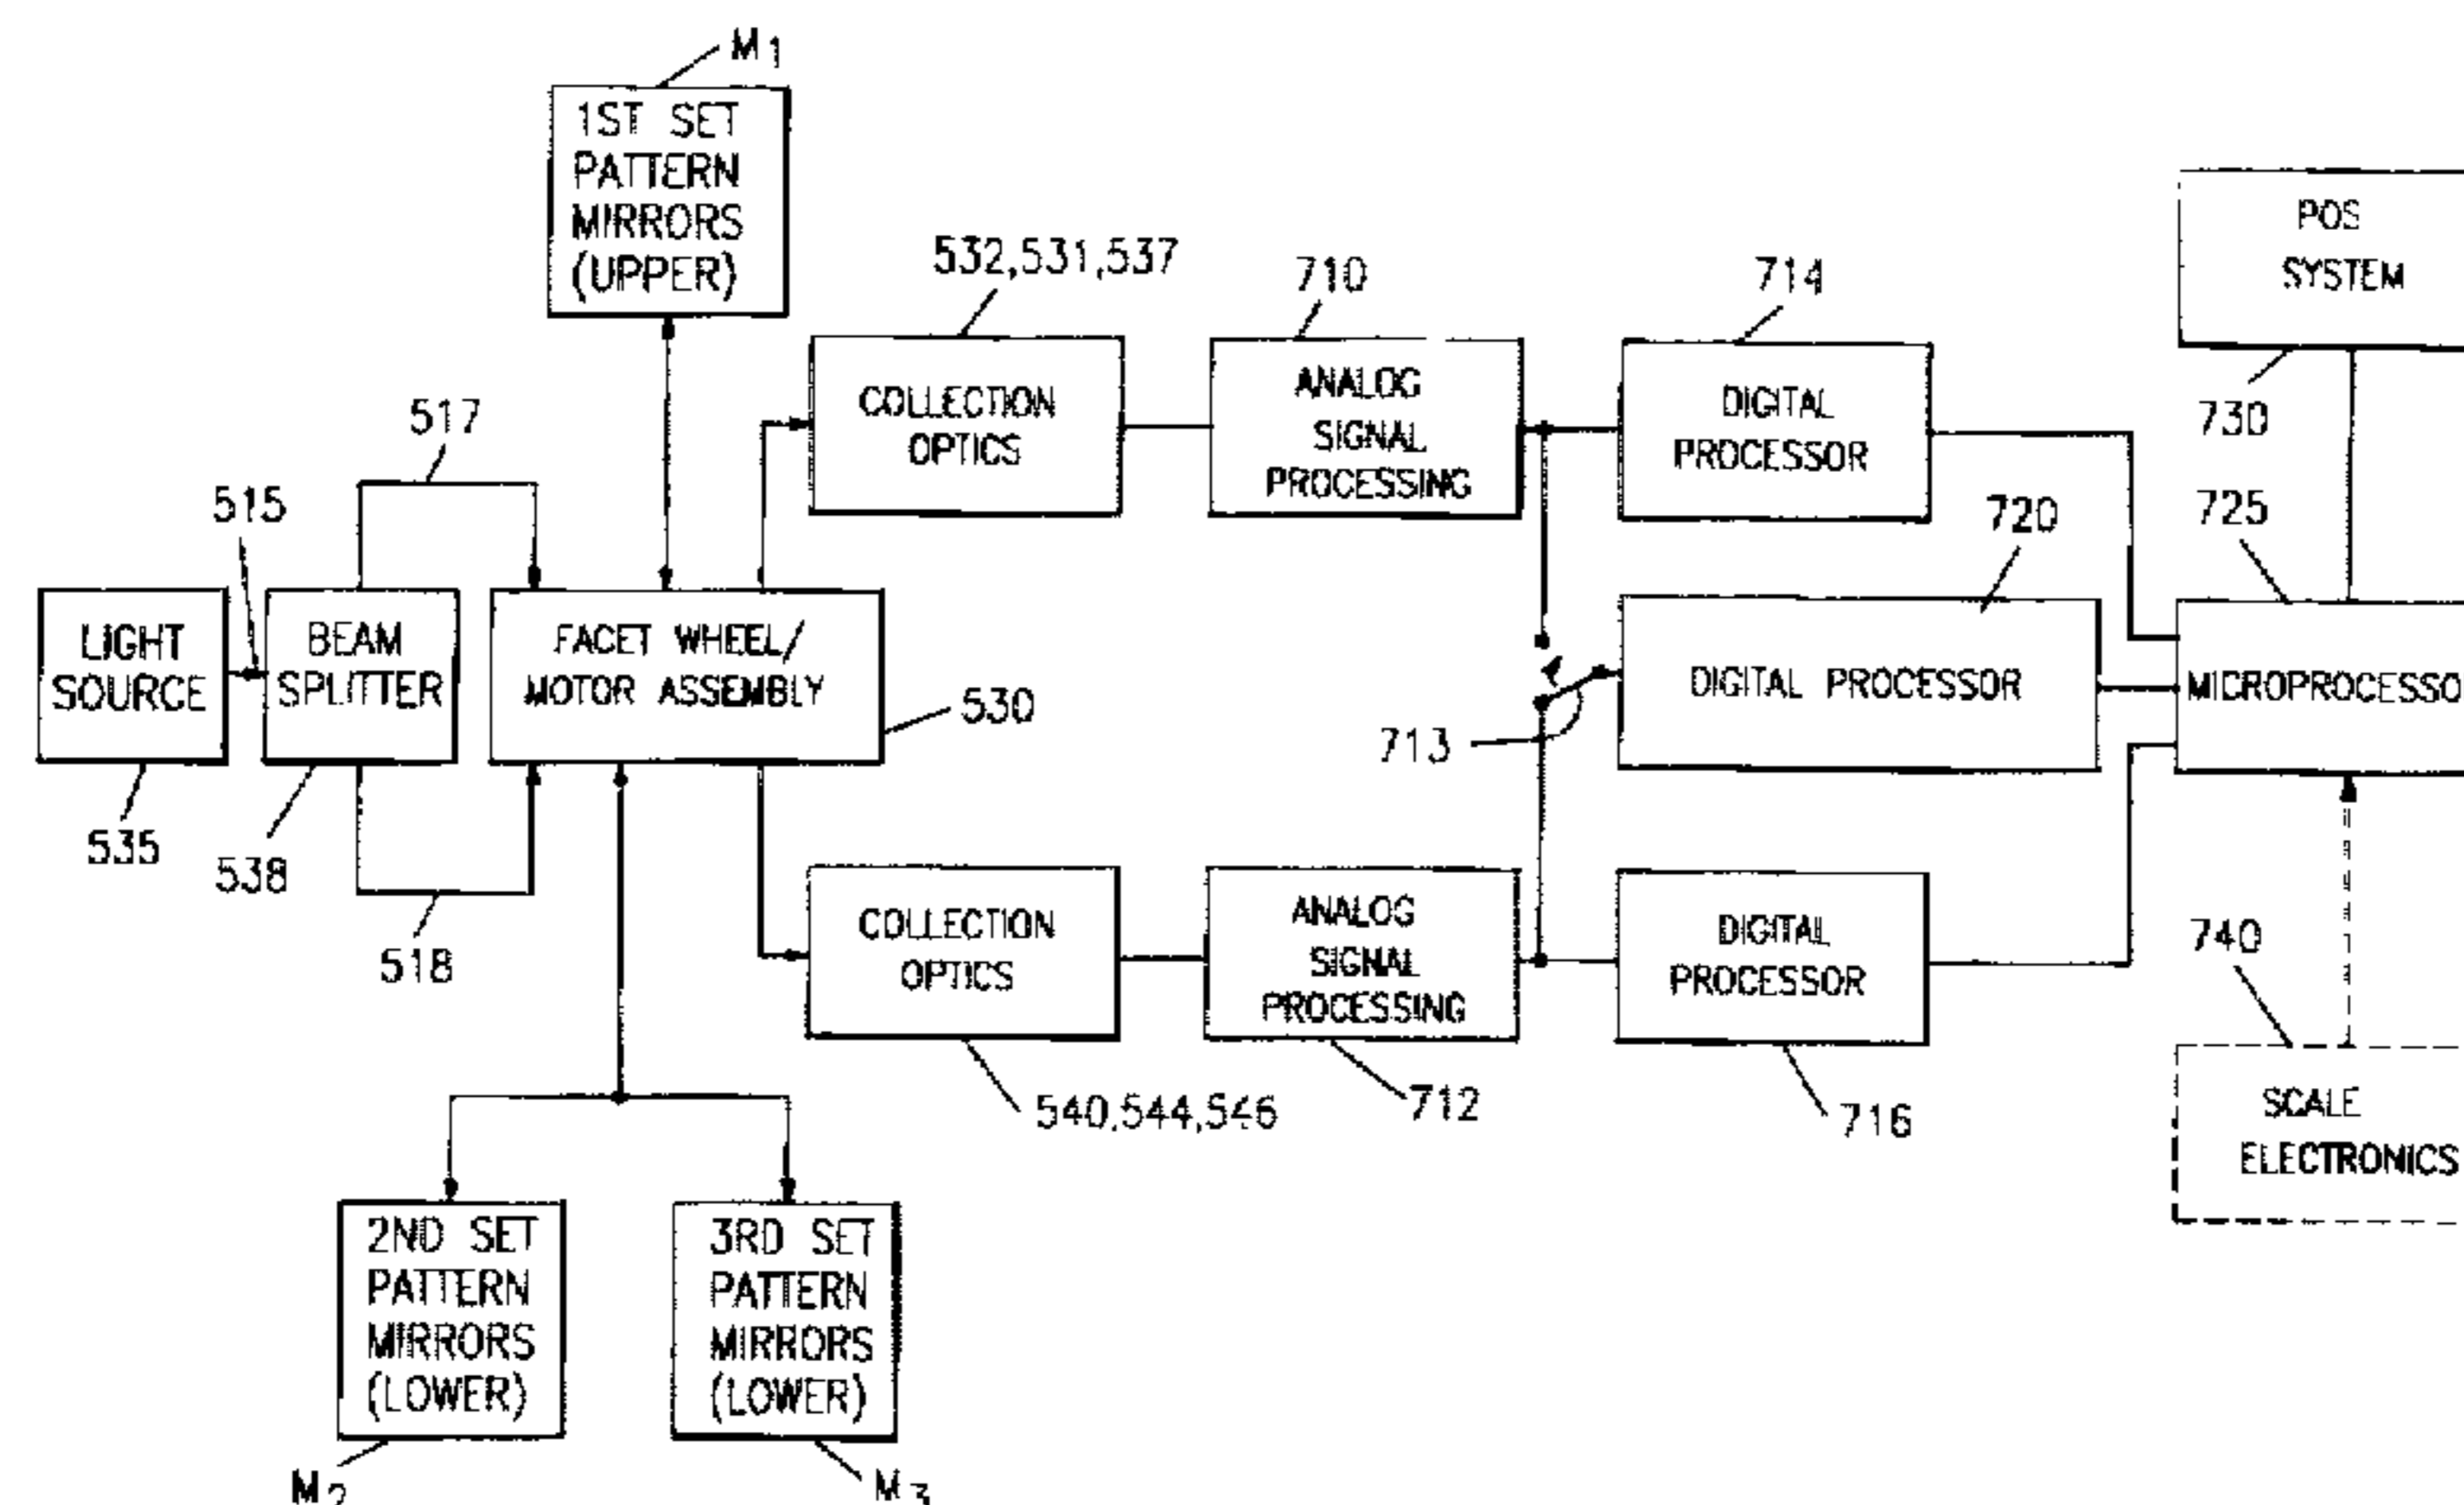 M1
1ST SET
PATTERN
MIRRORS
(UPPER)
532,531,537
710
714
POS
SYSTEM
730
517
COLLECTION
OPTICS
ANALOG
SIGNAL
PROCESSING
DIGITAL
PROCESSOR
515
720
725
LIGHT
SOURCE
BEAM
SPLITTER
FACET WHEEL/
MOTOR ASSEMBLY
530
713
DIGITAL PROCESSOR
MICROPROCESSO
535
538
518
COLLECTION
OPTICS
ANALOG
SIGNAL
PROCESSING
DIGITAL
PROCESSOR
740
540,544,546
712
716
SCALE
ELECTRONICS
2ND SET
PATTERN
MIRRORS
(LOWER)
3RD SET
PATTERN
MIRRORS
(LOWER)
M2
M3